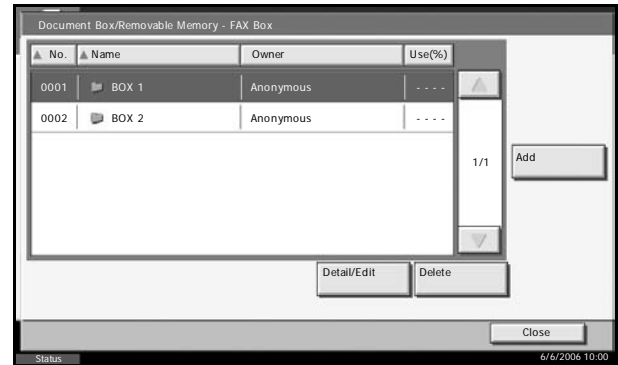 Document Box/Removable Memory - FAX Box
No. Name Owner Use(%)
0001 BOX 1 Anonymous - - - -
0002 BOX 2 Anonymous - - - -
1/1
Add
Detail/Edit Delete
Close
Status 6/6/2006 10:00